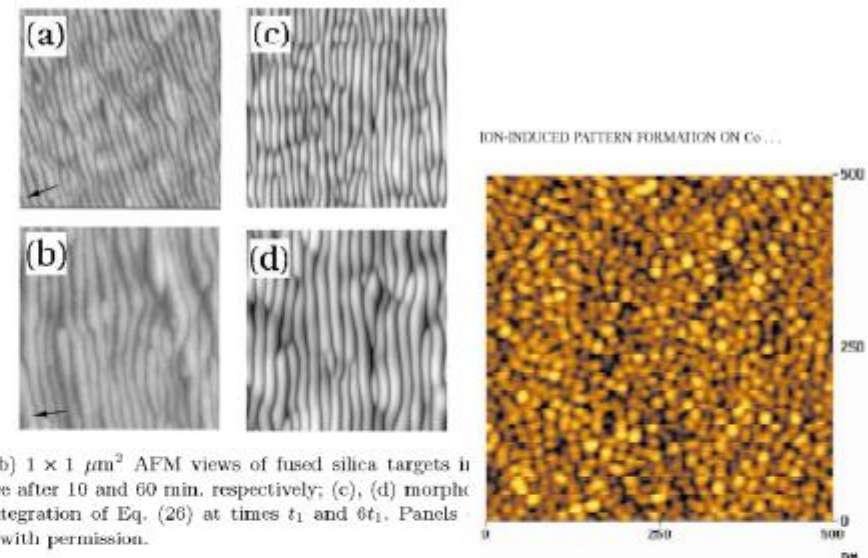 (a)
(c)
(b)
(d)
b) 1 × 1 μm² AFM views of fused silica targets
e after 10 and 60 min. respectively; (c), (d)
tegration of Eq. (26) at times t₁ and 6t₁. Panels
with permission.
ION-INDUCED PATTERN FORMATION ON Co...
500
250
0
0
250
500